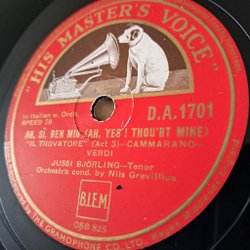 "HIS MASTER'S VOICE"
In Italian w. Orch.
SPEED 78
D.A.1701
AH, SÌ, BEN MIO (AH, YES! THOU'RT MINE)
"IL TROVATORE" (Act 3)—CAMMARANO—
VERDI
JUSSI BJÖRLING—Tenor
Orchestra cond. by Nils Grevillius
B.I.E.M.
OSB 825
THE GRAMOPHONE CO. LTD.